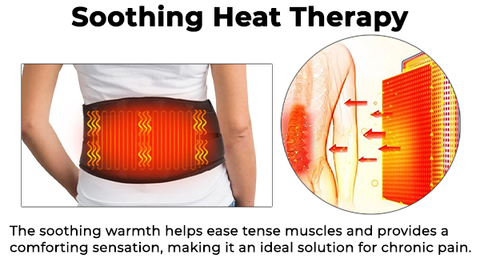 Soothing Heat Therapy
The soothing warmth helps ease tense muscles and provides a
comforting sensation, making it an ideal solution for chronic pain.